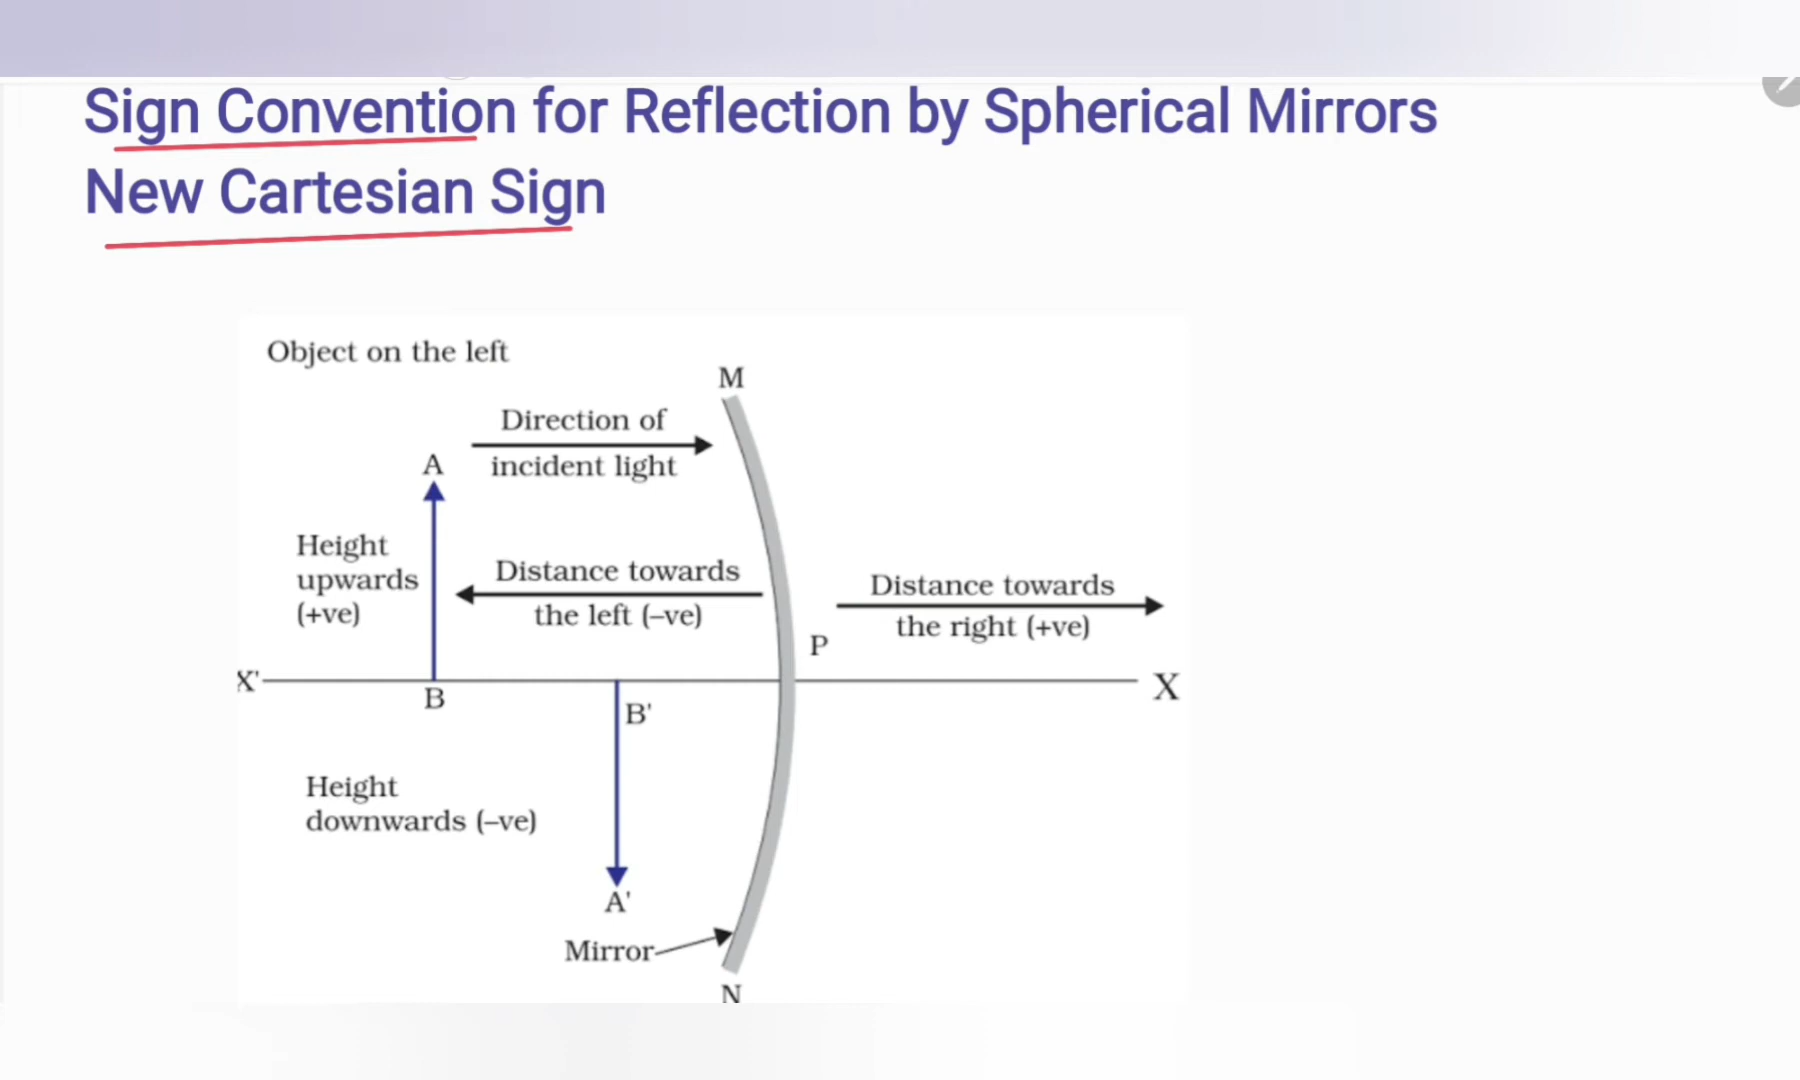 Sign Convention for Reflection by Spherical Mirrors
New Cartesian Sign
Object on the left
M
Direction of
incident light
A
Height
upwards
(+ve)
Distance towards
the left (–ve)
Distance towards
the right (+ve)
P
X'
X
B
B'
Height
downwards (–ve)
A'
Mirror
N